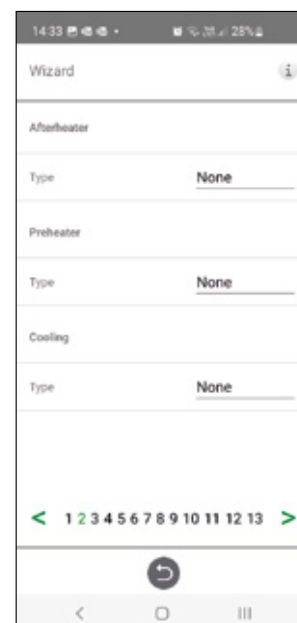 14:33 28%
Wizard i
Afterheater
Type None
Preheater
Type None
Cooling
Type None
< 1 2 3 4 5 6 7 8 9 10 11 12 13 >